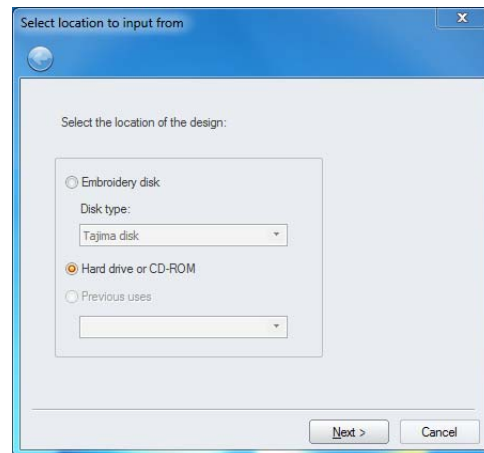 Select location to input from
Select the location of the design:
Embroidery disk
Disk type:
Tajima disk
Hard drive or CD-ROM
Previous uses
Next > Cancel